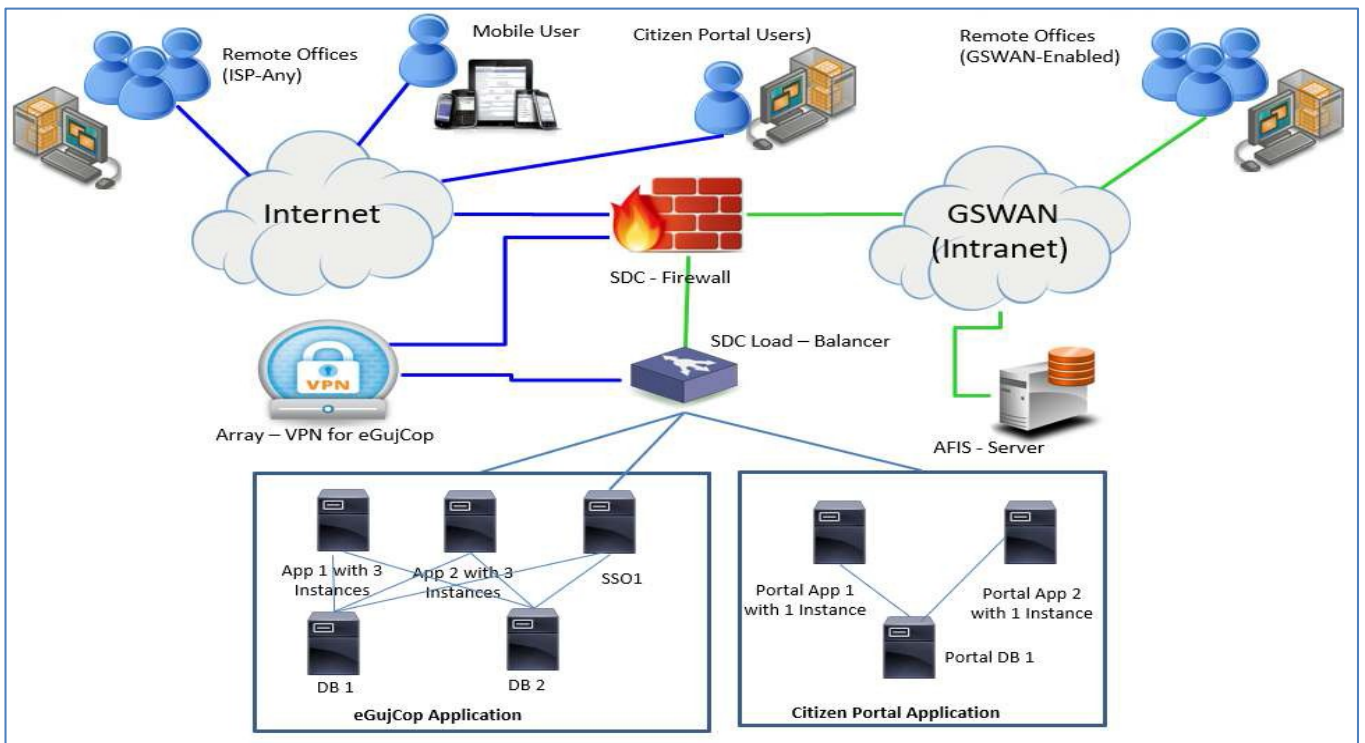 Remote Offices
(ISP-Any)
Mobile User
Citizen Portal Users)
Remote Offices
(GSWAN-Enabled)
Internet
GSWAN
(Intranet)
SDC - Firewall
SDC Load – Balancer
VPN
Array – VPN for eGujCop
AFIS - Server
App 1 with 3
Instances
App 2 with 3
Instances
SSO1
DB 1
DB 2
eGujCop Application
Portal App 1
with 1 Instance
Portal App 2
with 1 Instance
Portal DB 1
Citizen Portal Application